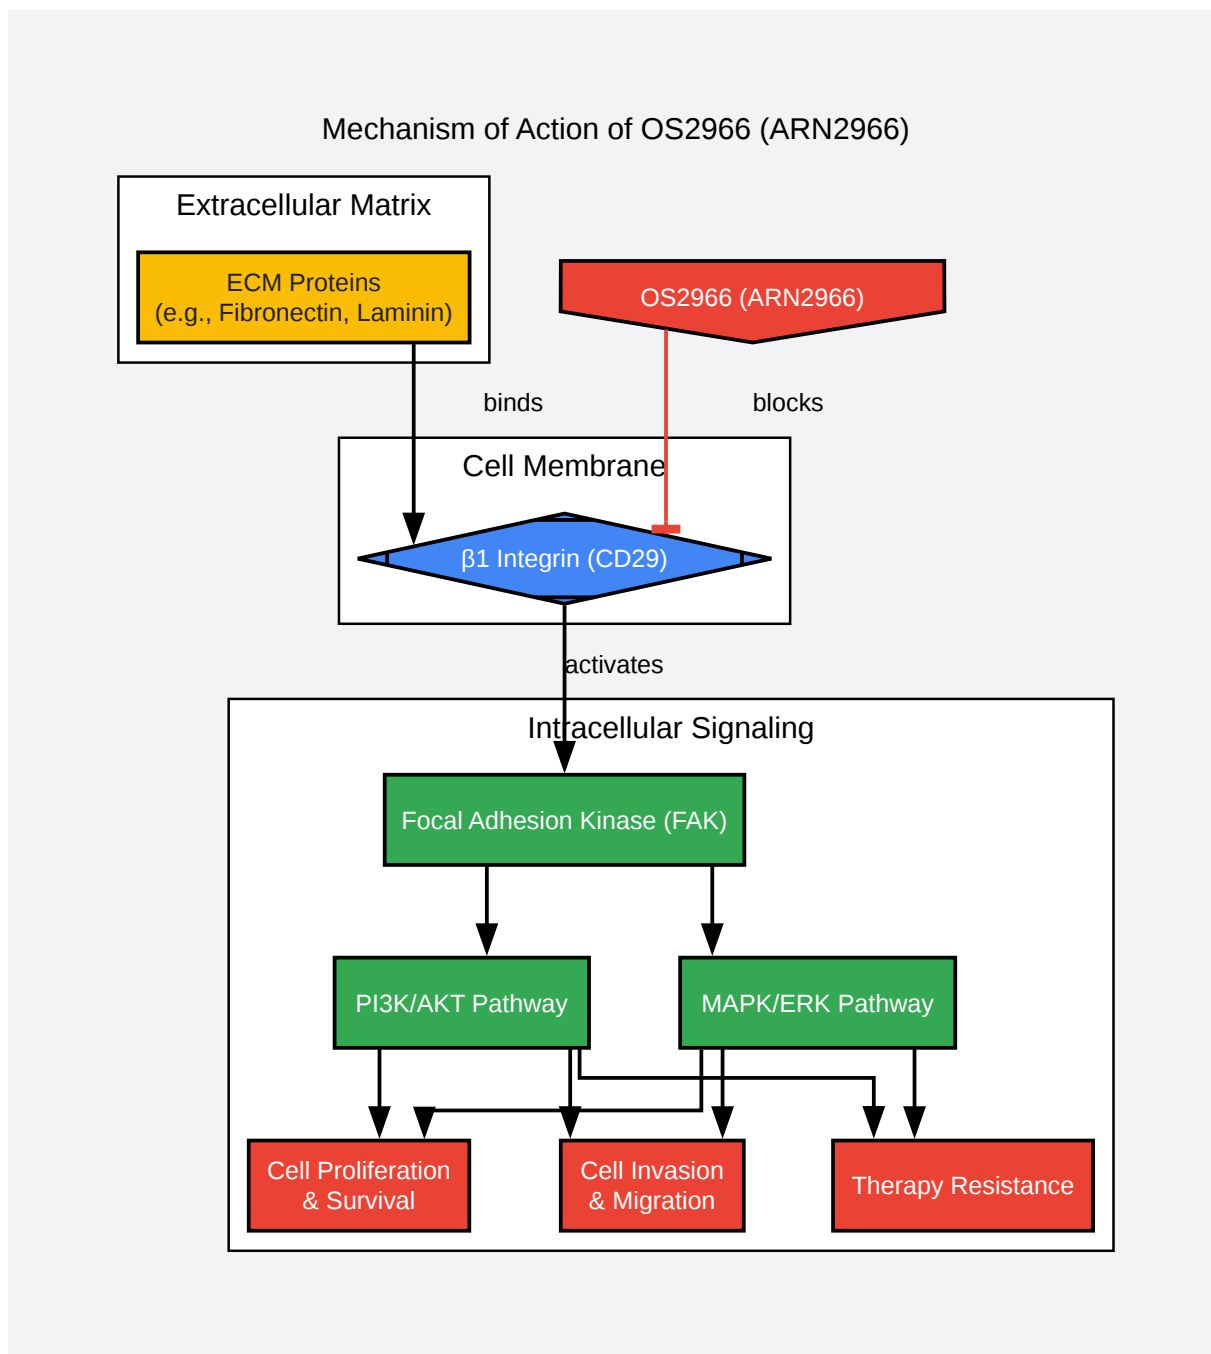 Mechanism of Action of OS2966 (ARN2966)
Extracellular Matrix
ECM Proteins
(e.g., Fibronectin, Laminin)
OS2966 (ARN2966)
binds
blocks
Cell Membrane
β1 Integrin (CD29)
activates
Intracellular Signaling
Focal Adhesion Kinase (FAK)
PI3K/AKT Pathway
MAPK/ERK Pathway
Cell Proliferation
& Survival
Cell Invasion
& Migration
Therapy Resistance